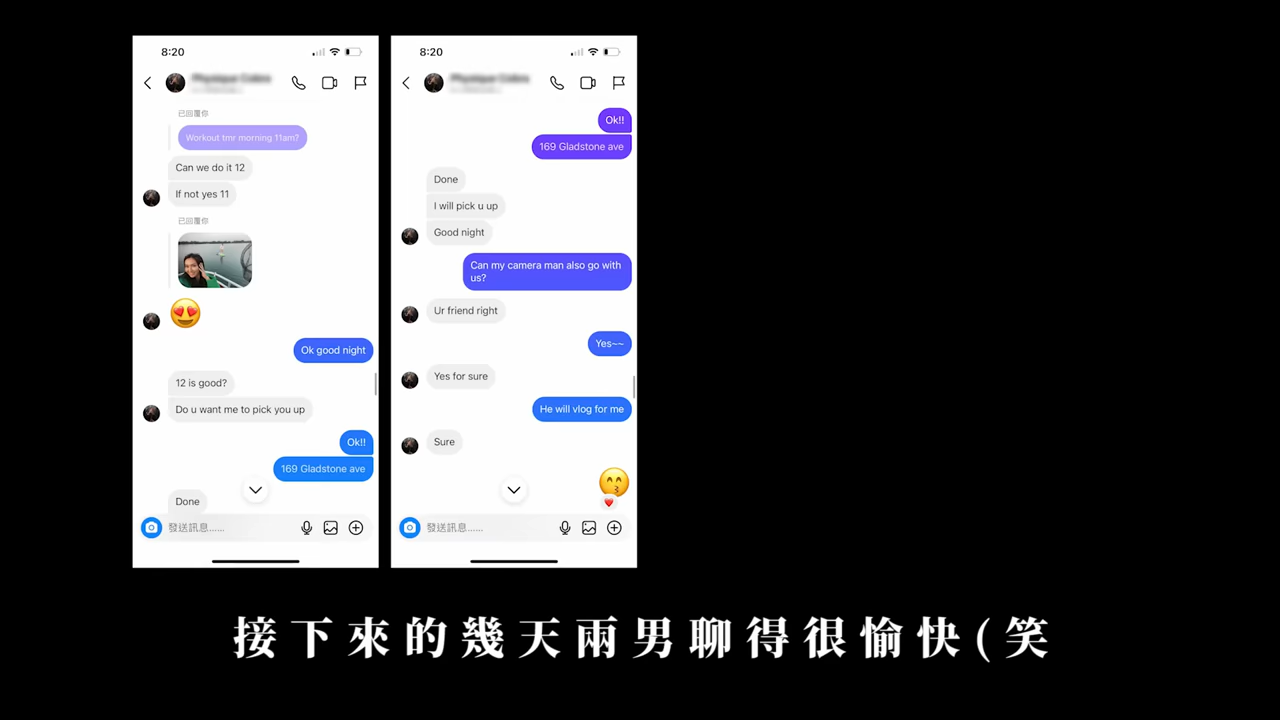 8:20
已回覆你
Workout tmr morning 11am?
Can we do it 12
If not yes 11
已回覆你
Ok good night
12 is good?
Do u want me to pick you up
Ok!!
169 Gladstone ave
Done
發送訊息......
8:20
Ok!!
169 Gladstone ave
Done
I will pick u up
Good night
Can my camera man also go with
us?
Ur friend right
Yes~~
Yes for sure
He will vlog for me
Sure
發送訊息......
接下來的幾天兩男聊得很愉快(笑